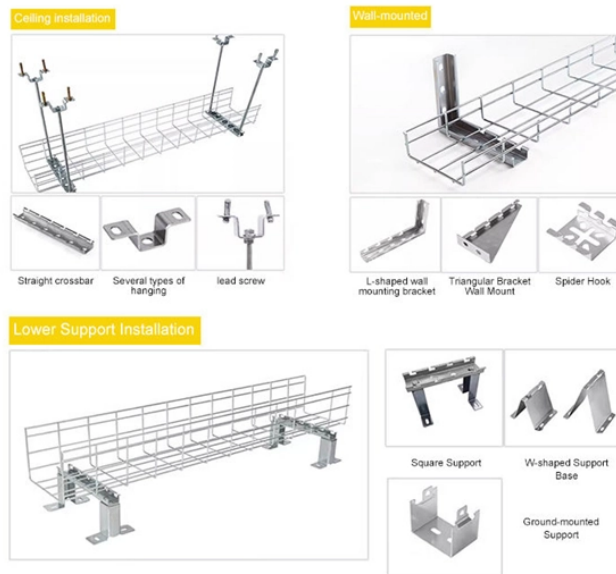 Ceiling installation
Wall-mounted
Straight crossbar
Several types of
hanging
lead screw
L-shaped wall
mounting bracket
Triangular Bracket
Wall Mount
Spider Hook
Lower Support Installation
Square Support
W-shaped Support
Base
Ground-mounted
Support